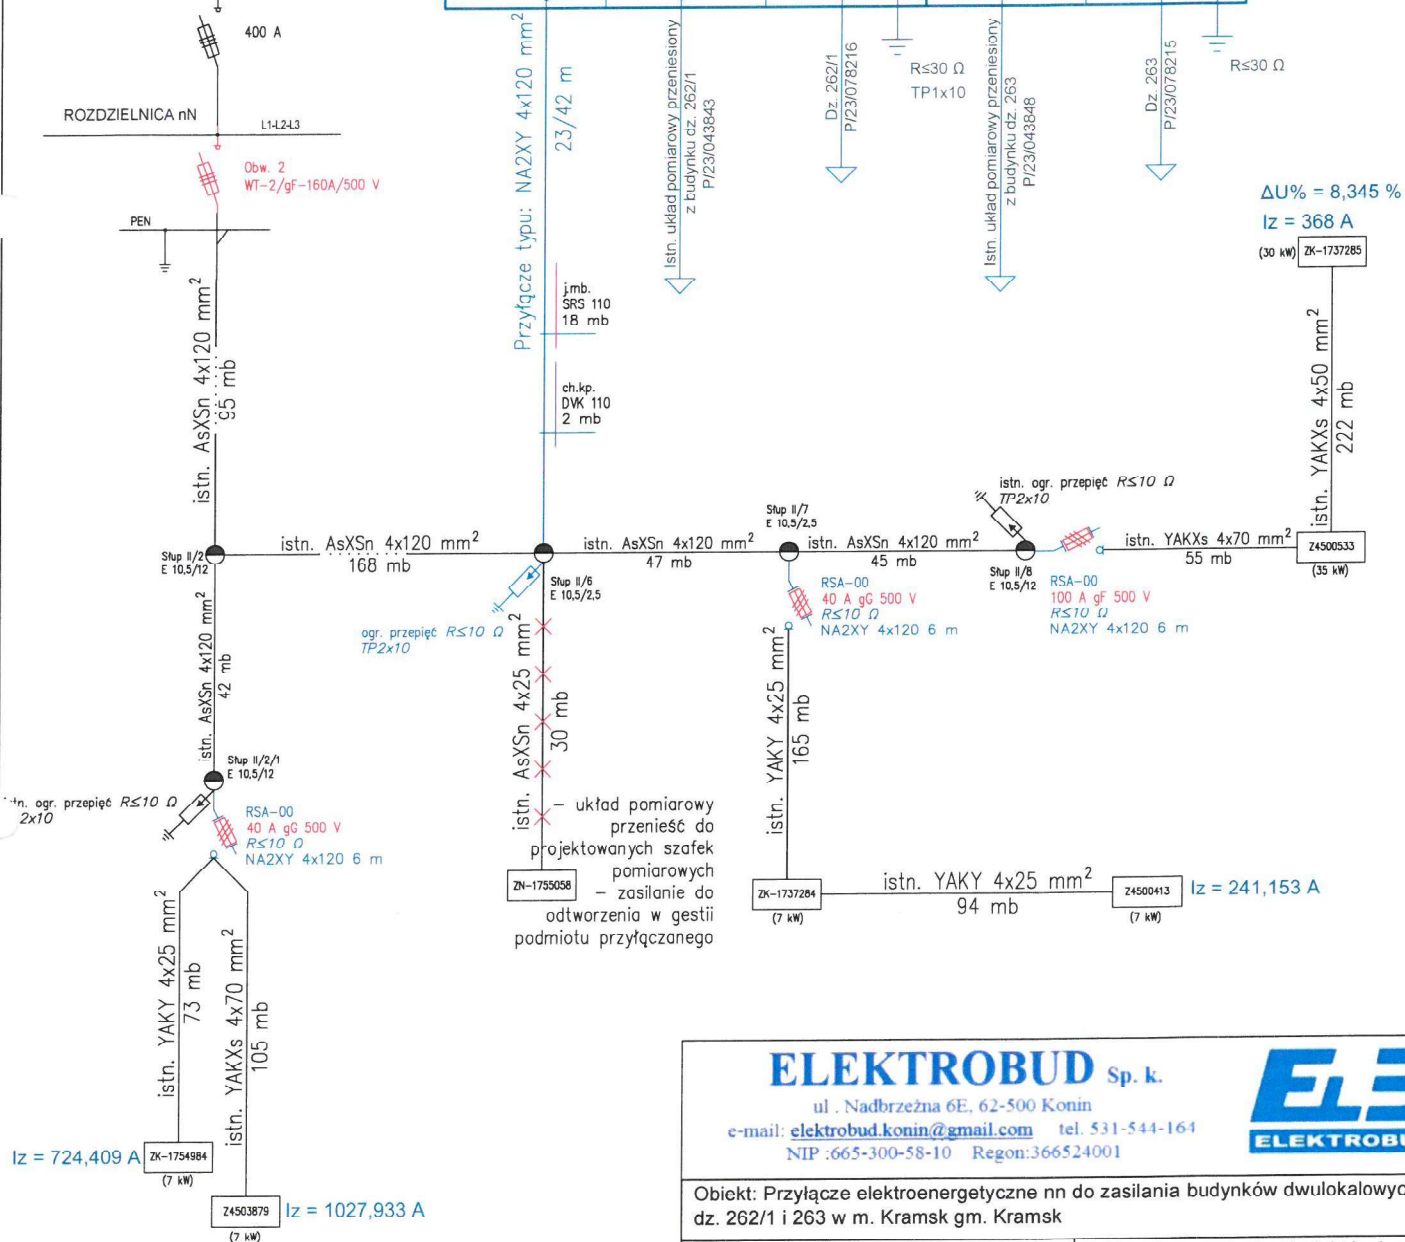 400 A
ROZDZIELNICA nN
L1-L2-L3
Obw. 2
WT-2/gF-160A/500 V
PEN
istn. AsXSn 4x120 mm²
95 mb
Przyłącze typu: NA2XY 4x120 mm²
23/42 m
j.mb.
SRS 110
18 mb
ch.kp.
DVK 110
2 mb
Istn. układ pomiarowy przeniesiony
z budynku dz. 262/1
P/23/043843
Dz. 262/1
P/23/078216
R≤30 Ω
TP1x10
Istn. układ pomiarowy przeniesiony
z budynku dz. 263
P/23/043848
Dz. 263
P/23/078215
R≤30 Ω
ΔU% = 8,345 %
Iz = 368 A
(30 kW)
ZK-1737285
istn. YAKXs 4x50 mm²
222 mb
Słup II/2
E 10,5/12
istn. AsXSn 4x120 mm²
168 mb
Słup II/6
E 10,5/2,5
ogr. przepięć R≤10 Ω
TP2x10
istn. AsXSn 4x120 mm²
47 mb
Słup II/7
E 10,5/2,5
istn. AsXSn 4x120 mm²
45 mb
istn. ogr. przepięć R≤10 Ω
TP2x10
Słup II/8
E 10,5/12
istn. YAKXs 4x70 mm²
55 mb
Z4500533
(35 kW)
RSA-00
40 A gG 500 V
R≤10 Ω
NA2XY 4x120 6 m
RSA-00
100 A gF 500 V
R≤10 Ω
NA2XY 4x120 6 m
istn. AsXSn 4x120 mm²
42 mb
Słup II/2/1
E 10,5/12
istn. ogr. przepięć R≤10 Ω
2x10
RSA-00
40 A gG 500 V
R≤10 Ω
NA2XY 4x120 6 m
istn. AsXSn 4x25 mm²
30 mb
ZN-1755058
- układ pomiarowy
przenieść do
projektowanych szafek
pomiarowych
- zasilanie do
odtworzenia w gestii
podmiotu przyłączanego
istn. YAKY 4x25 mm²
165 mb
ZK-1737284
(7 kW)
istn. YAKY 4x25 mm²
94 mb
Z4500413
(7 kW)
Iz = 241,153 A
istn. YAKY 4x25 mm²
73 mb
istn. YAKXs 4x70 mm²
105 mb
Iz = 724,409 A
ZK-1754984
(7 kW)
Z4503879
(7 kW)
Iz = 1027,933 A
ELEKTROBUD Sp. k.
ul . Nadbrzeżna 6E, 62-500 Konin
e-mail: elektrobud.konin@gmail.com tel. 531-544-164
NIP :665-300-58-10 Regon:366524001
ELEKTROBU
Obiekt: Przyłącze elektroenergetyczne nn do zasilania budynków dwulokalowyc
dz. 262/1 i 263 w m. Kramsk gm. Kramsk